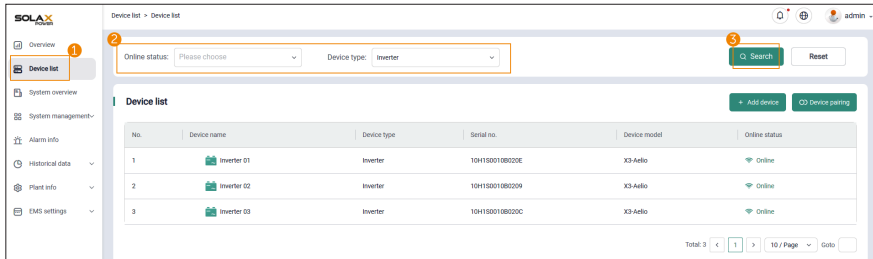 SOLAX
POWER
Device list > Device list
admin
Overview
1
Device list
System overview
System management
Alarm info
Historical data
Plant info
EMS settings
2
Online status: Please choose Device type: Inverter
3
Search Reset
Device list
+ Add device Device pairing
No. Device name Device type Serial no. Device model Online status
1 Inverter 01 Inverter 10H1S0010B020E X3-Aelio Online
2 Inverter 02 Inverter 10H1S0010B0209 X3-Aelio Online
3 Inverter 03 Inverter 10H1S0010B020C X3-Aelio Online
Total: 3 < 1 > 10 / Page Goto